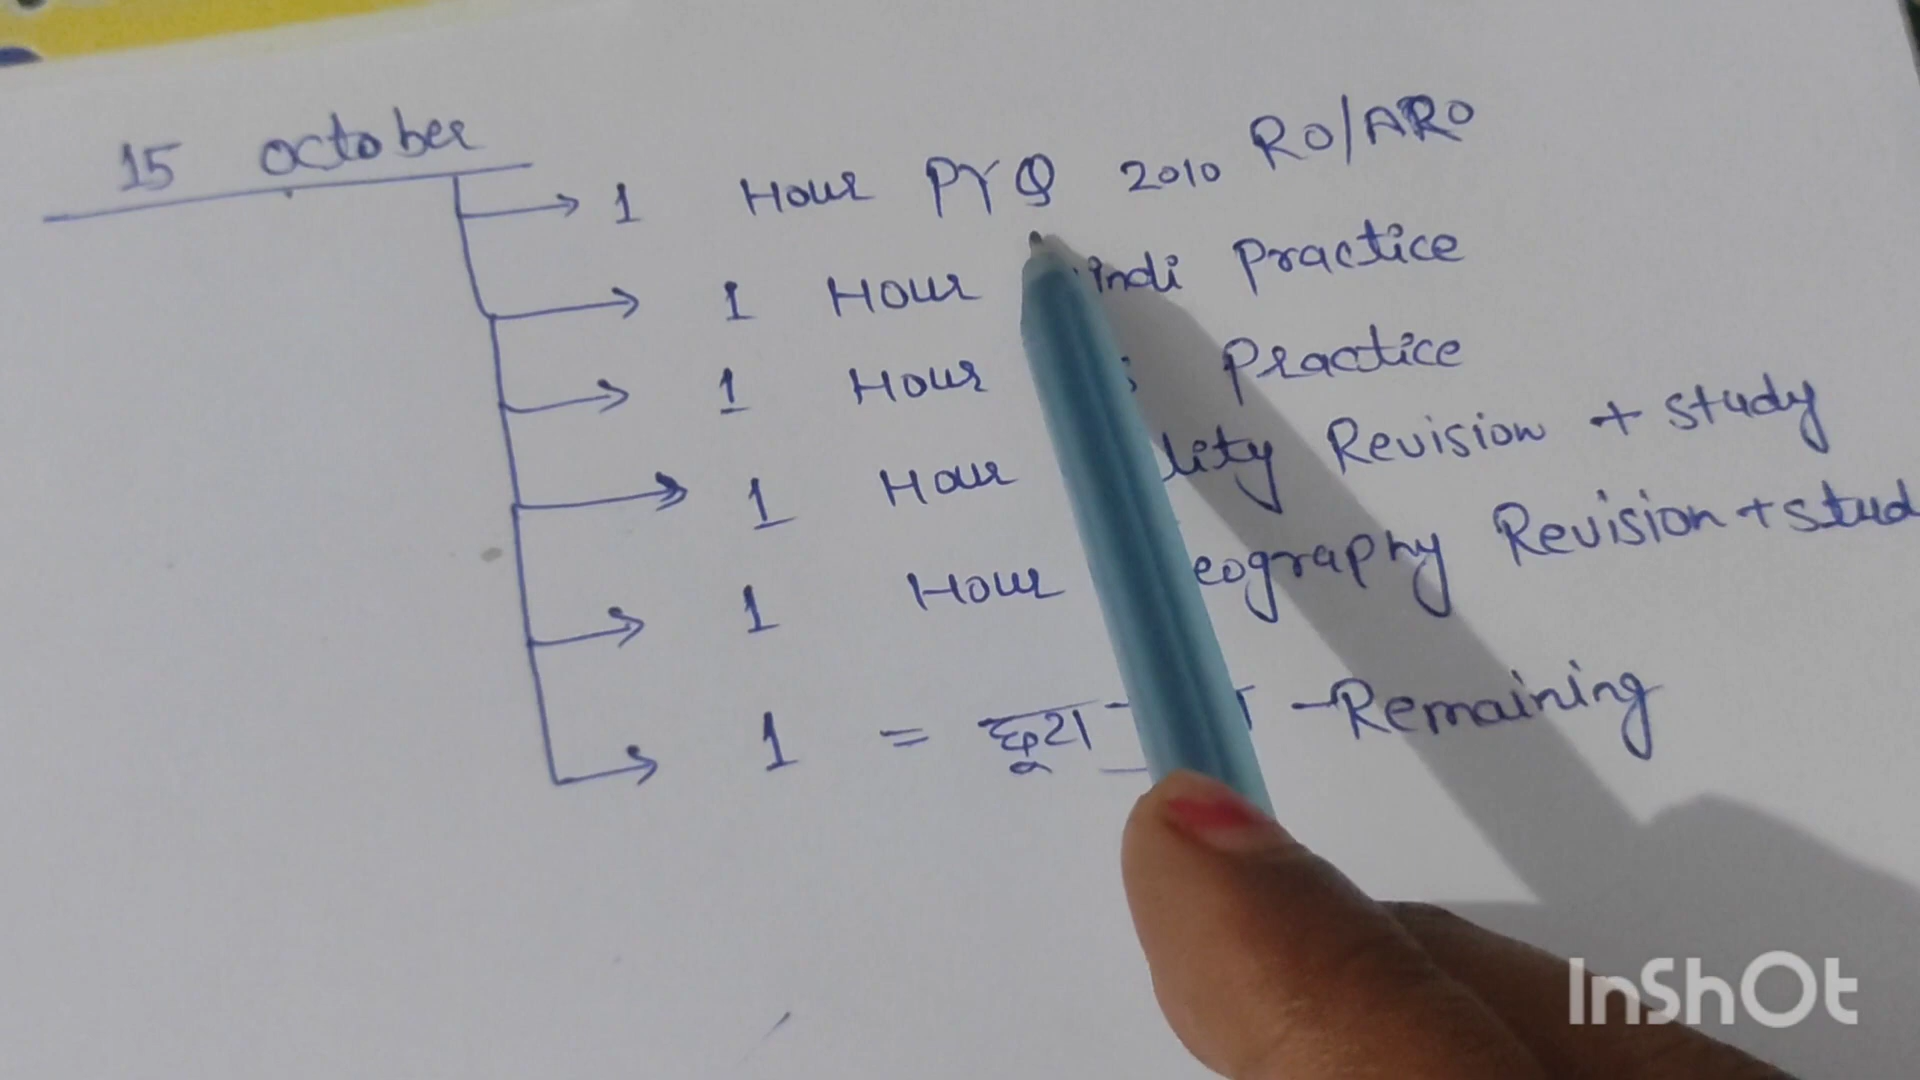 15 october
1 Hour PYQ 2010 RO/ARO
1 Hour indi Practice
1 Hour Practice
1 Hour lity Revision + study
1 Hour eography Revision + stud
1 = छूटा - Remaining
InShOt